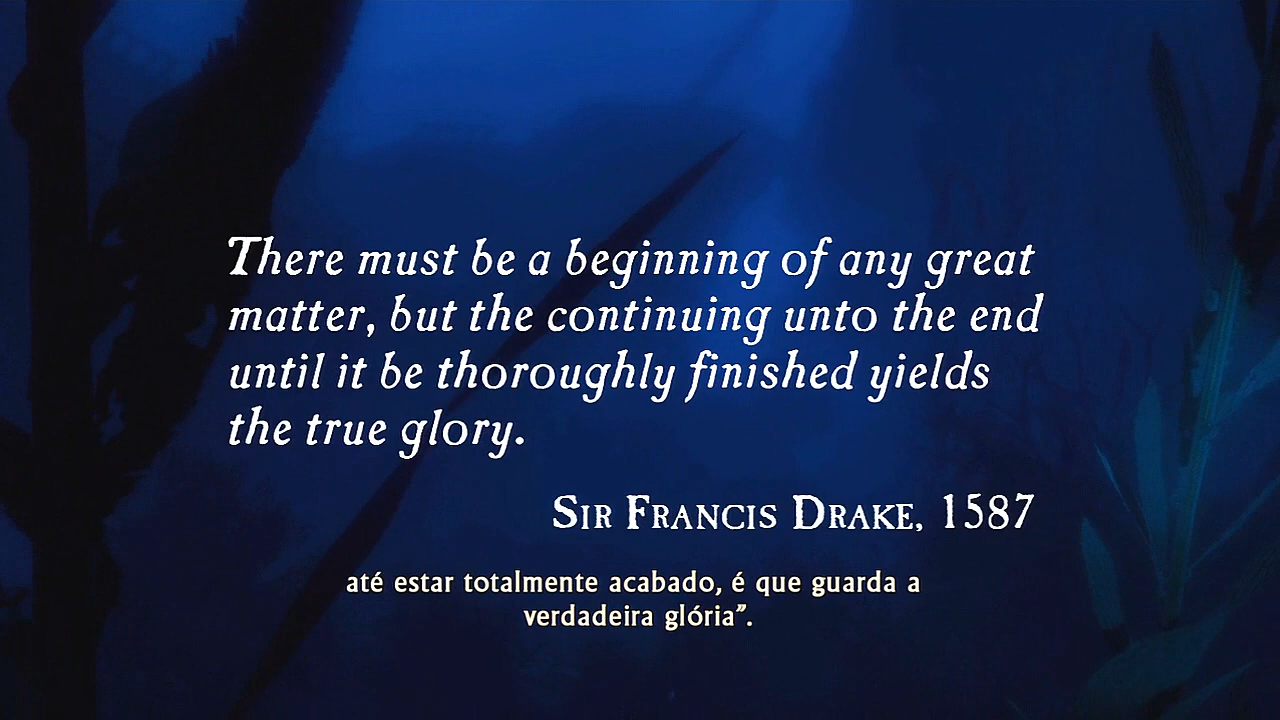 There must be a beginning of any great
matter, but the continuing unto the end
until it be thoroughly finished yields
the true glory.
Sir Francis Drake, 1587
até estar totalmente acabado, é que guarda a
verdadeira glória”.